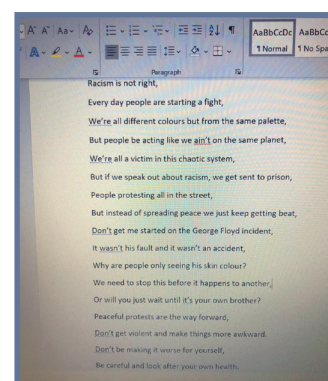 A^ A˅ Aa A
AaBbCcDc AaBbCc
A A
¶ Normal ¶ No Spa
Paragraph
Racism is not right,
Every day people are starting a fight,
We're all different colours but from the same palette,
But people be acting like we ain't on the same planet,
We're all a victim in this chaotic system,
But if we speak out about racism, we get sent to prison,
People protesting all in the street,
But instead of spreading peace we just keep getting beat,
Don't get me started on the George Floyd incident,
It wasn't his fault and it wasn't an accident,
Why are people only seeing his skin colour?
We need to stop this before it happens to another,
Or will you just wait until it's your own brother?
Peaceful protests are the way forward,
Don't get violent and make things more awkward.
Don't be making it worse for yourself,
Be careful and look after your own health.